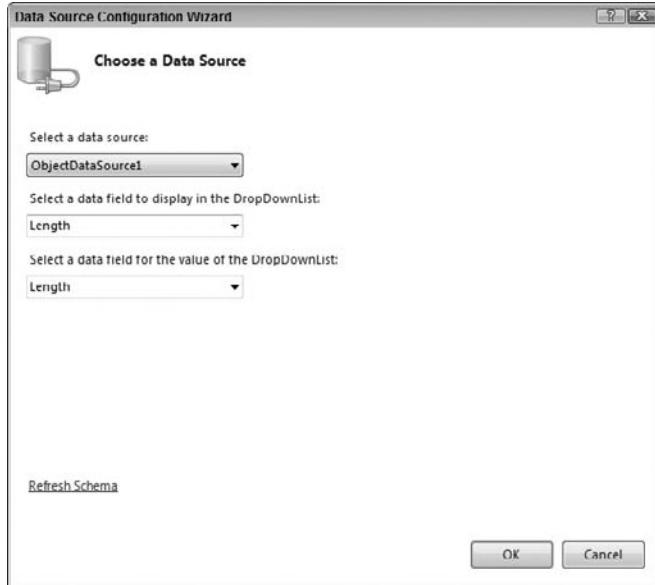 Data Source Configuration Wizard
Choose a Data Source
Select a data source:
ObjectDataSource1
Select a data field to display in the DropDownList:
Length
Select a data field for the value of the DropDownList:
Length
Refresh Schema
OK Cancel